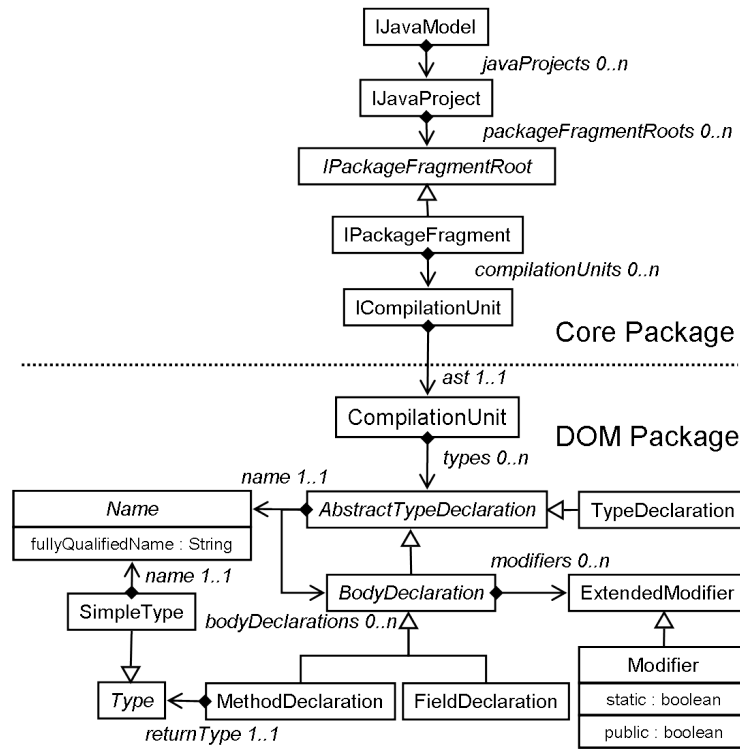 IJavaModel
javaProjects 0..n
IJavaProject
packageFragmentRoots 0..n
IPackageFragmentRoot
IPackageFragment
compilationUnits 0..n
ICompilationUnit
Core Package
ast 1..1
CompilationUnit
DOM Package
types 0..n
name 1..1
Name
AbstractTypeDeclaration
TypeDeclaration
fullyQualifiedName : String
modifiers 0..n
name 1..1
BodyDeclaration
ExtendedModifier
SimpleType
bodyDeclarations 0..n
Modifier
Type
MethodDeclaration
FieldDeclaration
static : boolean
returnType 1..1
public : boolean